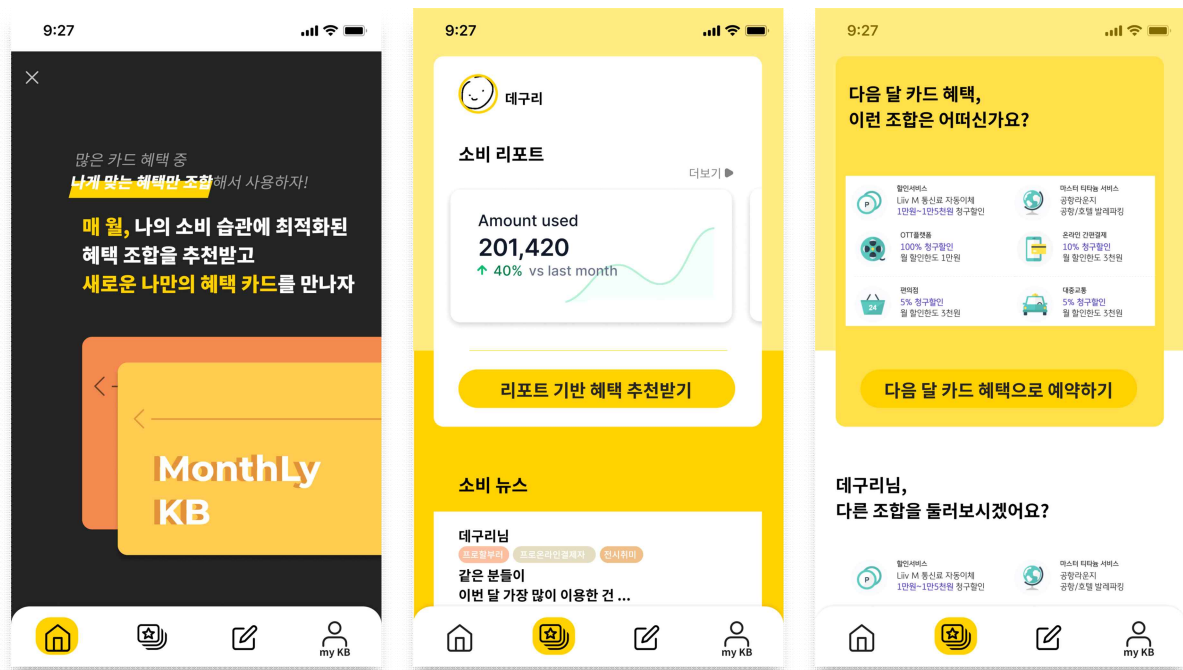 9:27
많은 카드 혜택 중
나게 맞는 혜택만 조합해서 사용하자!
매 월, 나의 소비 습관에 최적화된
혜택 조합을 추천받고
새로운 나만의 혜택 카드를 만나자
MonthLy
KB
my KB
9:27
데구리
소비 리포트
더보기
Amount used
201,420
40% vs last month
리포트 기반 혜택 추천받기
소비 뉴스
데구리님
프로할부러 프로온라인결제자 전시취미
같은 분들이
이번 달 가장 많이 이용한 건 ...
my KB
9:27
다음 달 카드 혜택,
이런 조합은 어떠신가요?
할인서비스
Liiv M 통신료 자동이체
1만원~1만5천원 청구할인
마스터 티타늄 서비스
공항라운지
공항/호텔 발레파킹
OTT플랫폼
100% 청구할인
월 할인한도 1만원
온라인 간편결제
10% 청구할인
월 할인한도 3천원
편의점
5% 청구할인
월 할인한도 3천원
24
대중교통
5% 청구할인
월 할인한도 3천원
다음 달 카드 혜택으로 예약하기
데구리님,
다른 조합을 둘러보시겠어요?
할인서비스
Liiv M 통신료 자동이체
1만원~1만5천원 청구할인
마스터 티타늄 서비스
공항라운지
공항/호텔 발레파킹
my KB